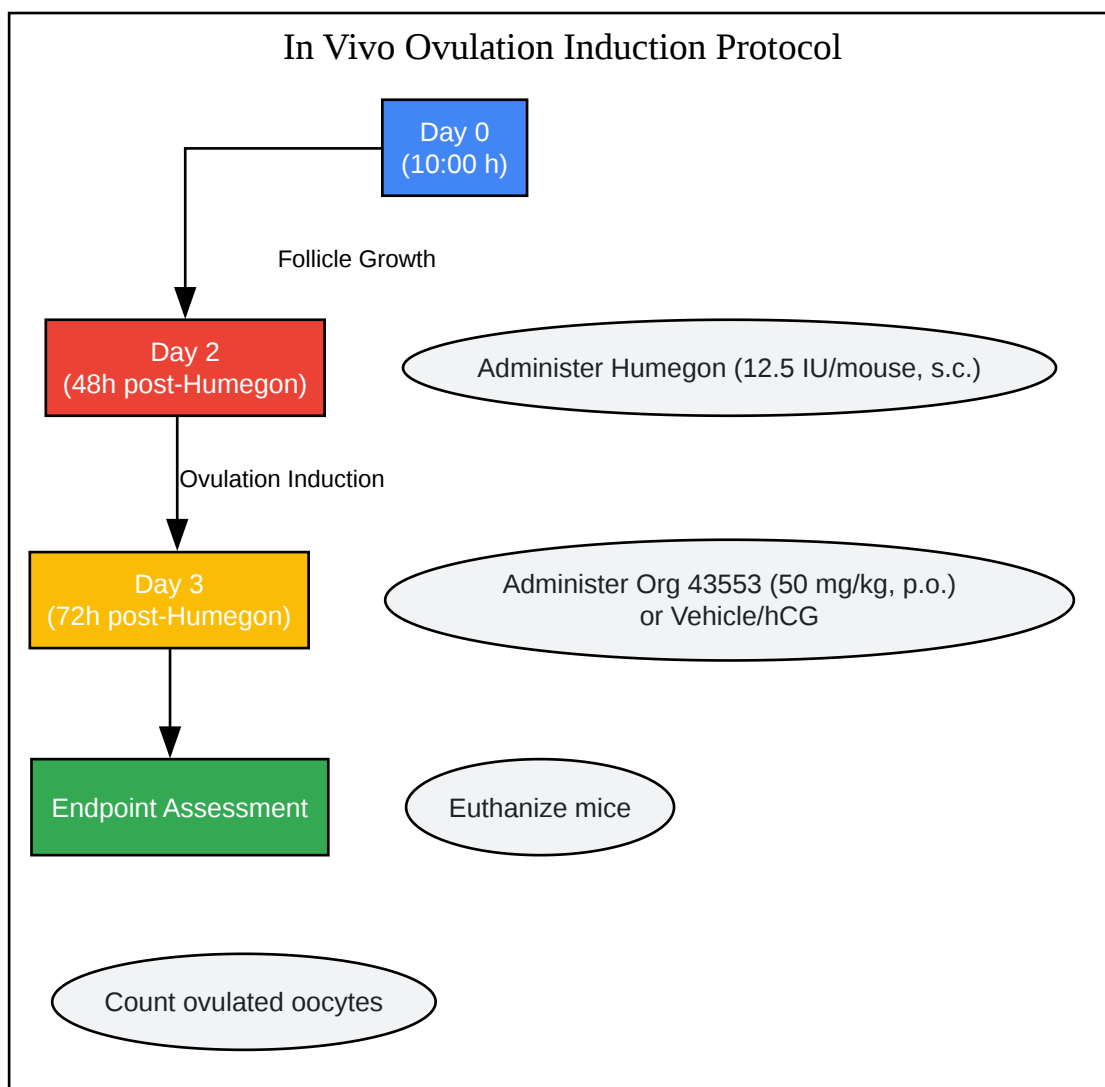 In Vivo Ovulation Induction Protocol
Day 0
(10:00 h)
Follicle Growth
Day 2
(48h post-Humegon)
Administer Humegon (12.5 IU/mouse, s.c.)
Ovulation Induction
Day 3
(72h post-Humegon)
Administer Org 43553 (50 mg/kg, p.o.)
or Vehicle/hCG
Endpoint Assessment
Euthanize mice
Count ovulated oocytes